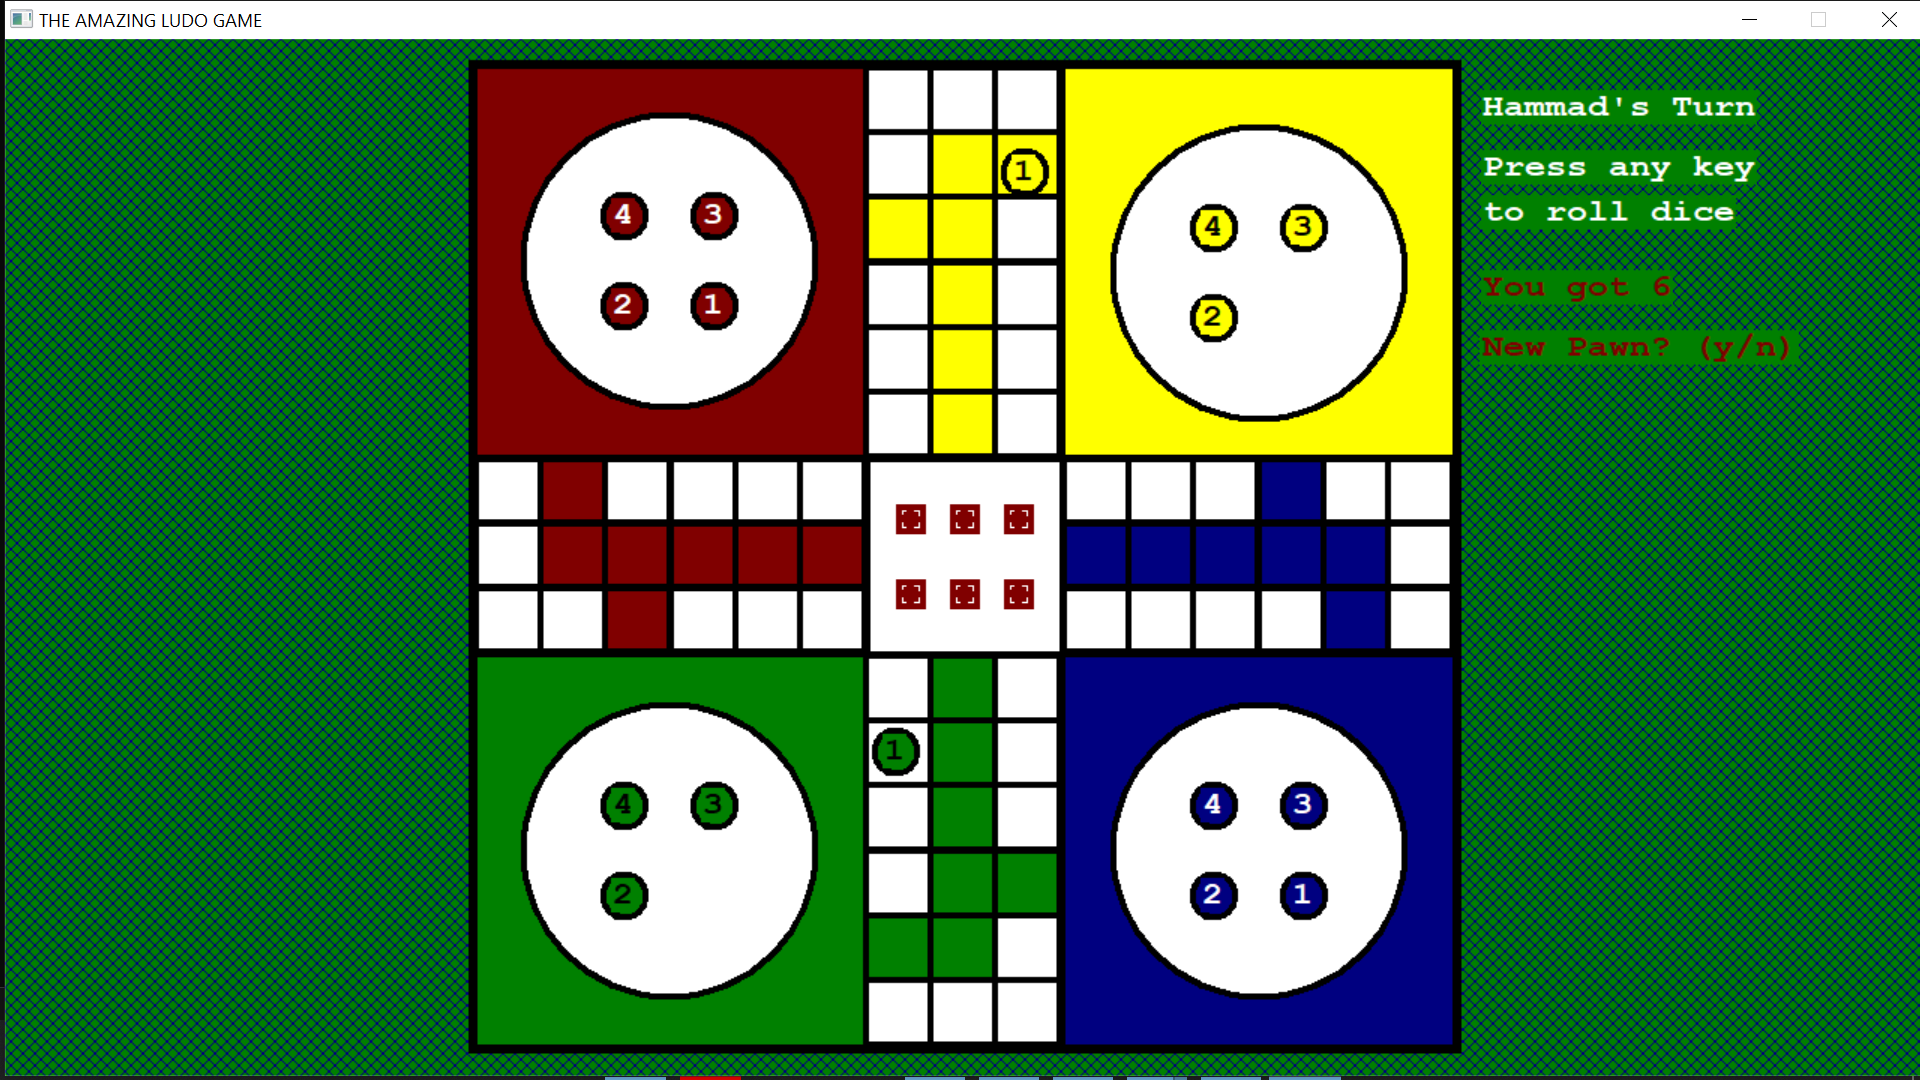 THE AMAZING LUDO GAME
Hammad's Turn
Press any key
to roll dice
You got 6
New Pawn? (y/n)
4 3
2 1
1
4 3
2
1
4 3
2
4 3
2 1